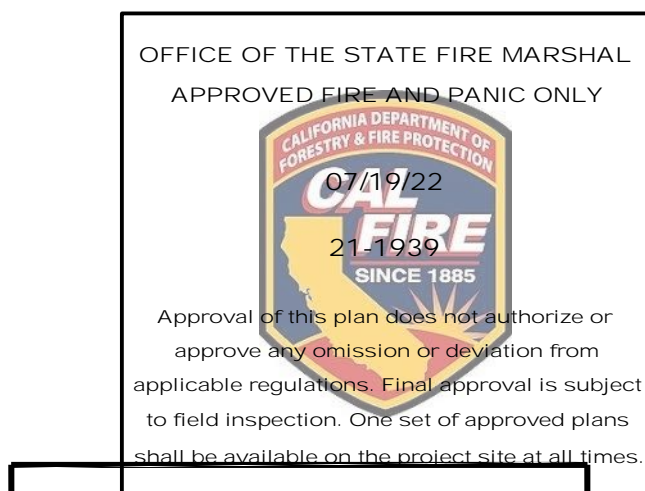 OFFICE OF THE STATE FIRE MARSHAL
APPROVED FIRE AND PANIC ONLY
CALIFORNIA DEPARTMENT OF
FORESTRY & FIRE PROTECTION
07/19/22
CAL
21-1939
FIRE
SINCE 1885
Approval of this plan does not authorize or
approve any omission or deviation from
applicable regulations. Final approval is subject
to field inspection. One set of approved plans
shall be available on the project site at all times.